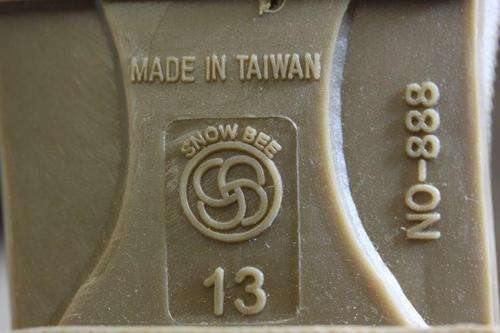 MADE IN TAIWAN
SNOW BEE
13
NO-888